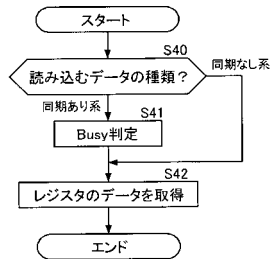 スタート
S40
読み込むデータの種類？
同期なし系
同期あり系
S41
Busy判定
S42
レジスタのデータを取得
エンド